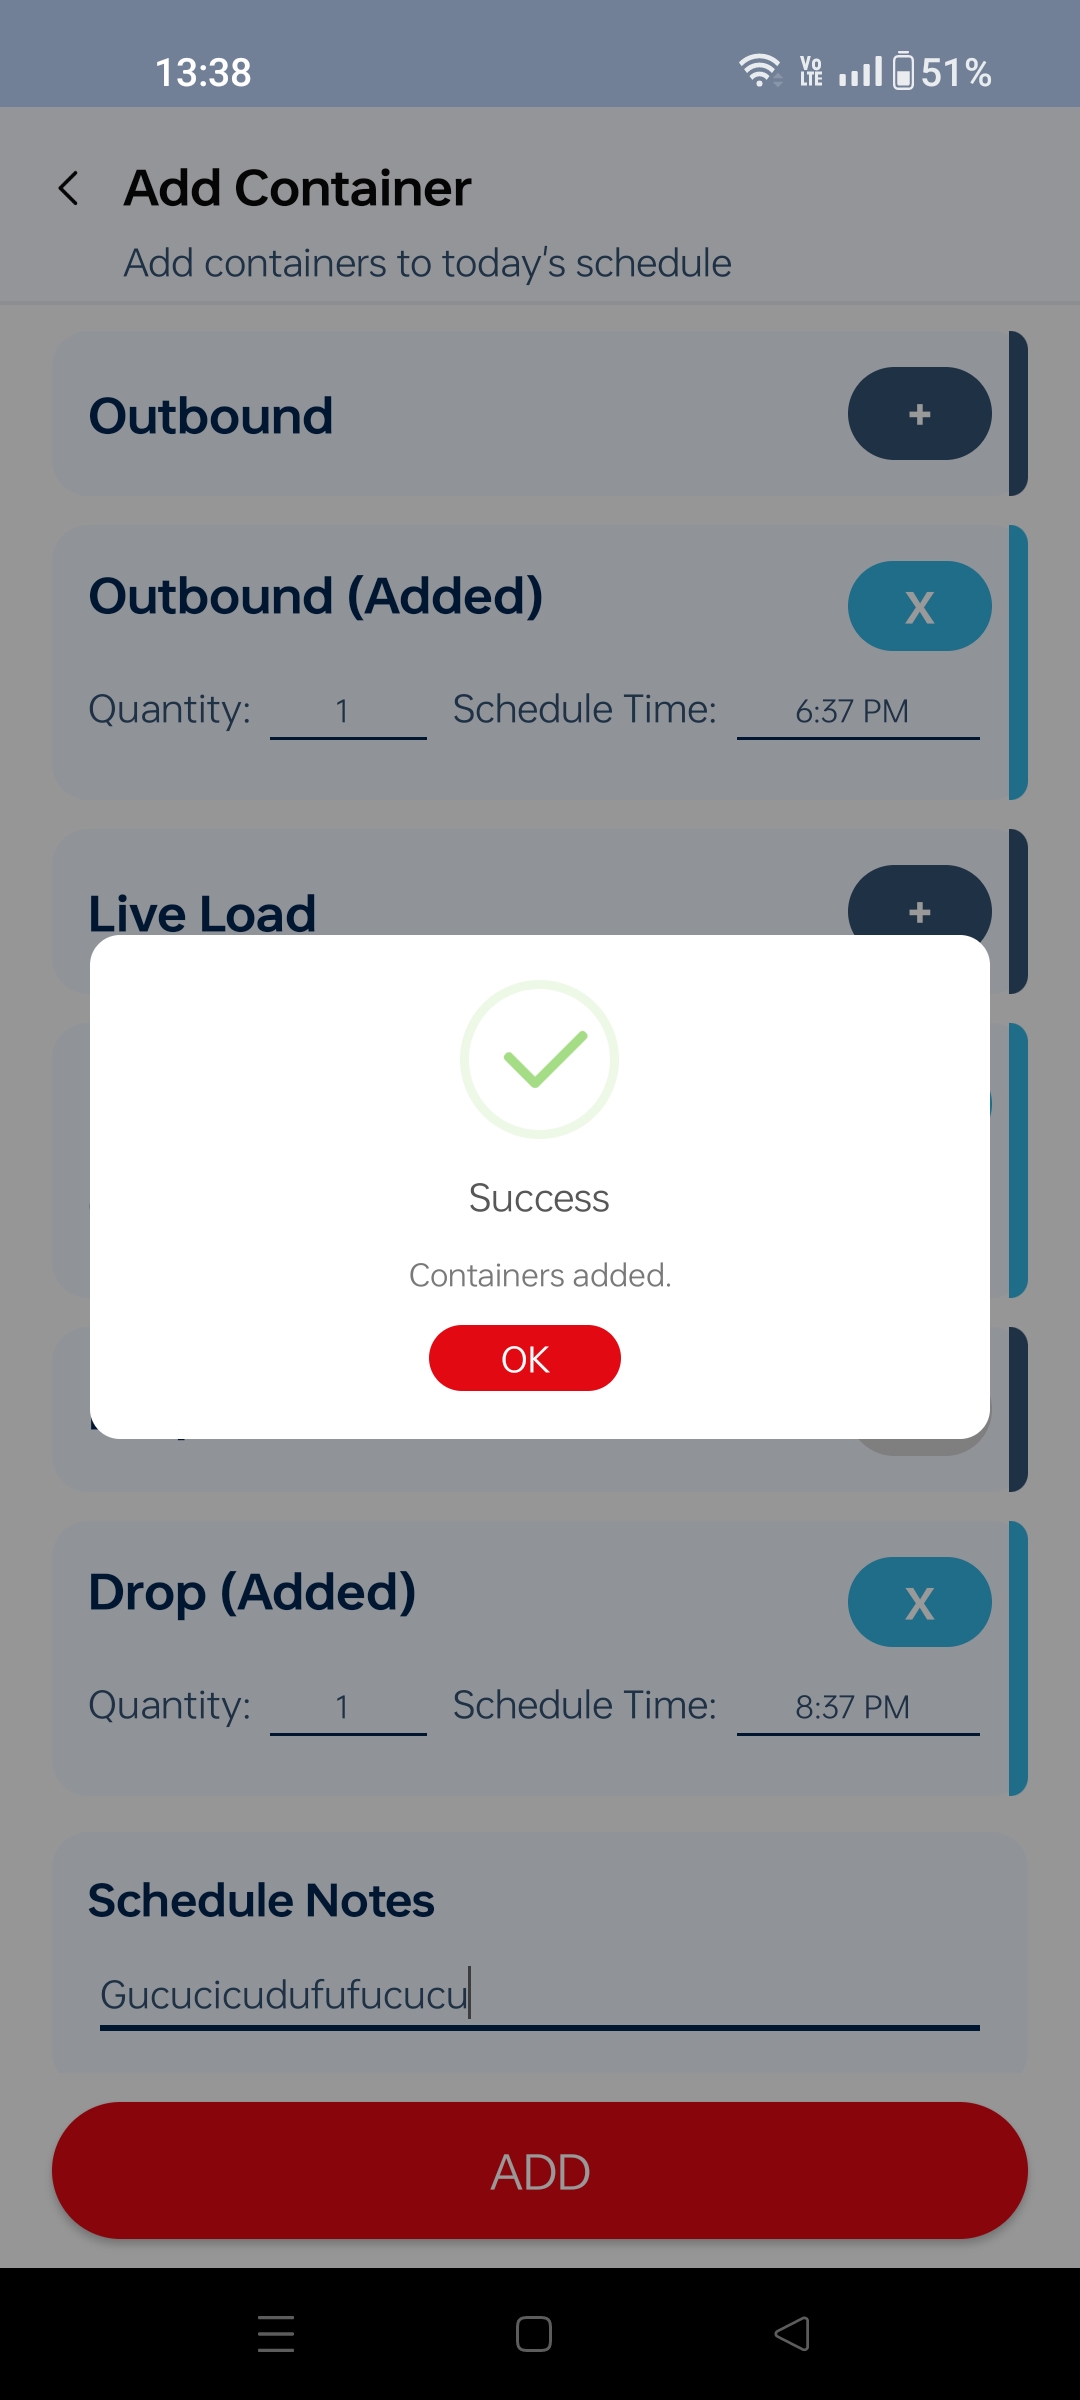 13:38 Vo LTE 51%
Add Container
Add containers to today's schedule
Outbound +
Outbound (Added) X
Quantity: 1 Schedule Time: 6:37 PM
Live Load +
Success
Containers added.
OK
Drop (Added) X
Quantity: 1 Schedule Time: 8:37 PM
Schedule Notes
Gucucicudufufucucu
ADD